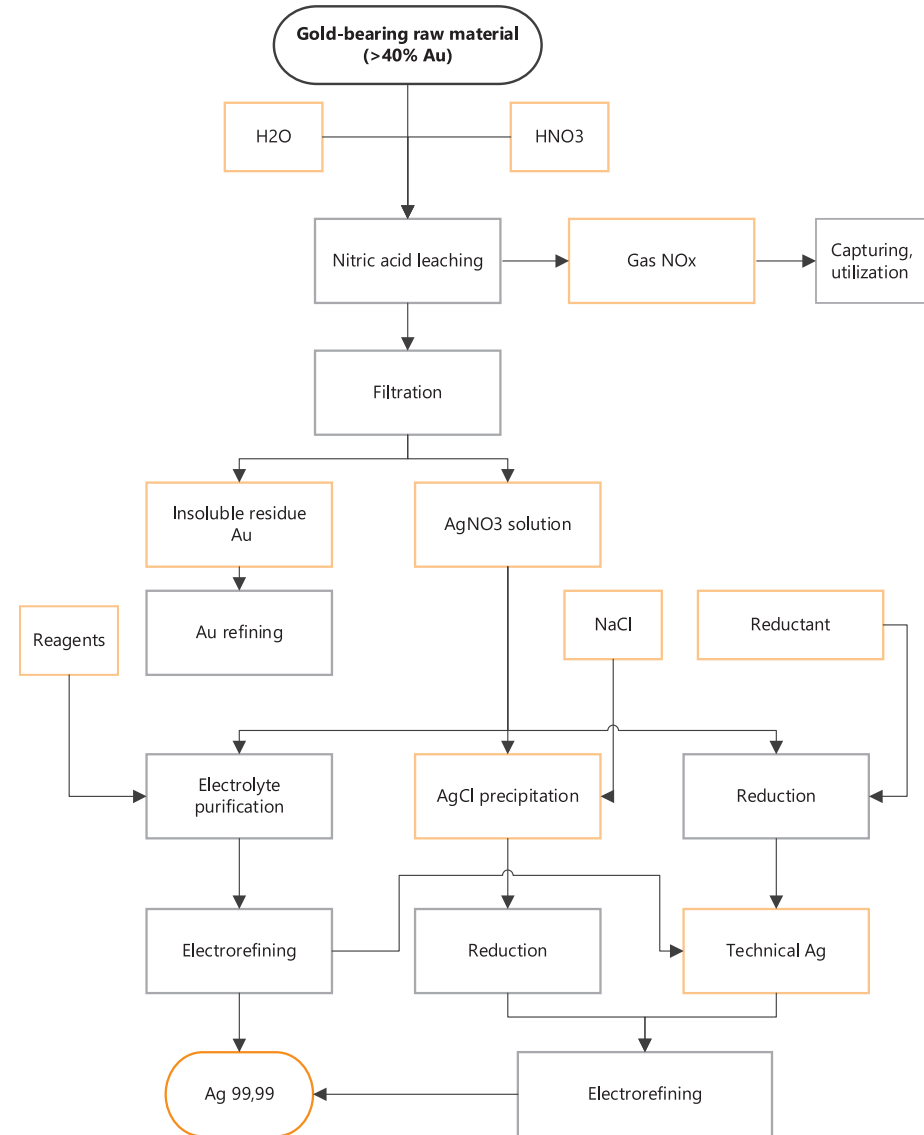 Gold-bearing raw material
(>40% Au)
H2O
HNO3
Nitric acid leaching
Gas NOx
Capturing,
utilization
Filtration
Insoluble residue
Au
AgNO3 solution
Reagents
Au refining
NaCl
Reductant
Electrolyte
purification
AgCl precipitation
Reduction
Electrorefining
Reduction
Technical Ag
Ag 99,99
Electrorefining